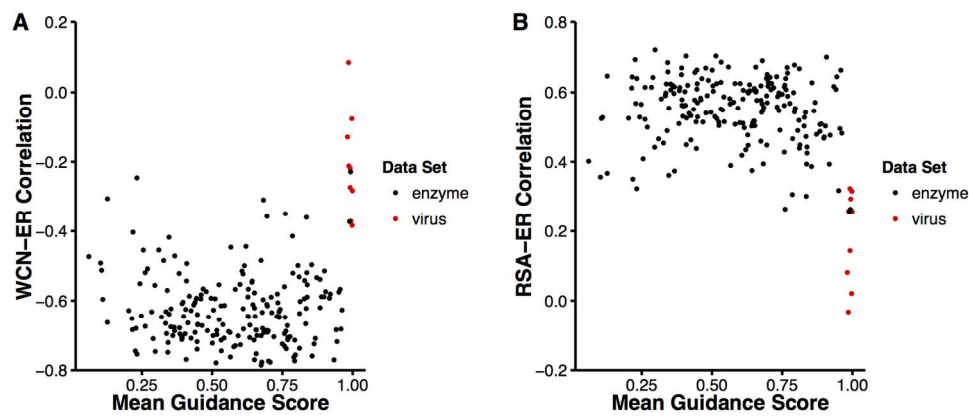 A
0.2
0.0
−0.2
−0.4
−0.6
−0.8
WCN−ER Correlation
0.25 0.50 0.75 1.00
Mean Guidance Score
Data Set
enzyme
virus
B
0.8
0.6
0.4
0.2
0.0
−0.2
RSA−ER Correlation
0.25 0.50 0.75 1.00
Mean Guidance Score
Data Set
enzyme
virus